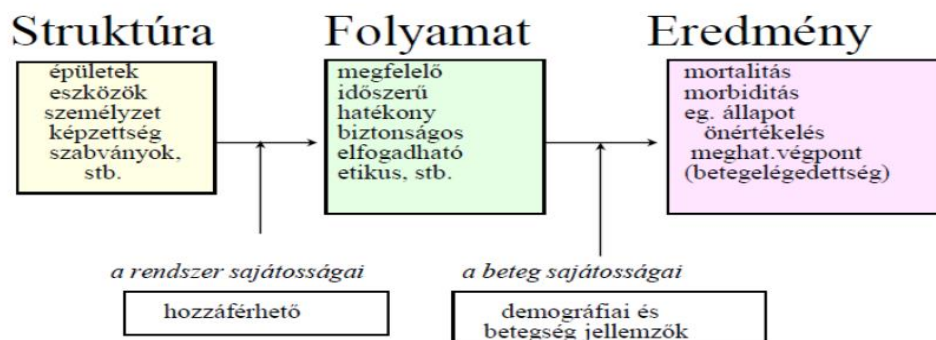 Struktúra
épületek
eszközök
személyzet
képzettség
szabványok,
stb.
Folyamat
megfelelő
időszerű
hatékony
biztonságos
elfogadható
etikus, stb.
Eredmény
mortalitás
morbiditás
eg. állapot
önértékelés
meghat.végpont
(betegelégedettség)
a rendszer sajátosságai
hozzáférhető
a beteg sajátosságai
demográfiai és
betegség jellemzők